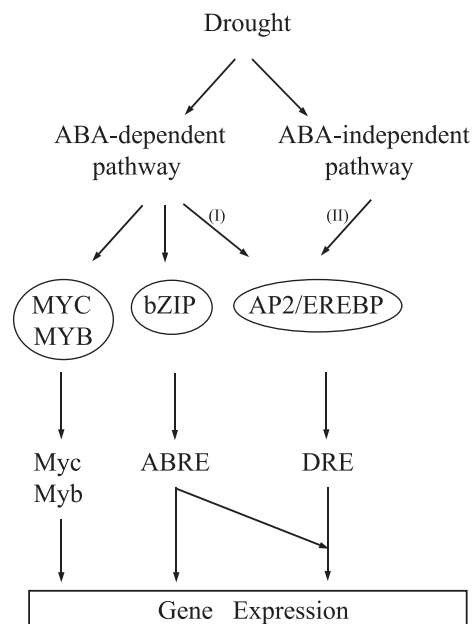 Drought
ABA-dependent pathway
ABA-independent pathway
(I)
(II)
MYC
MYB
bZIP
AP2/EREBP
Myc
Myb
ABRE
DRE
Gene Expression